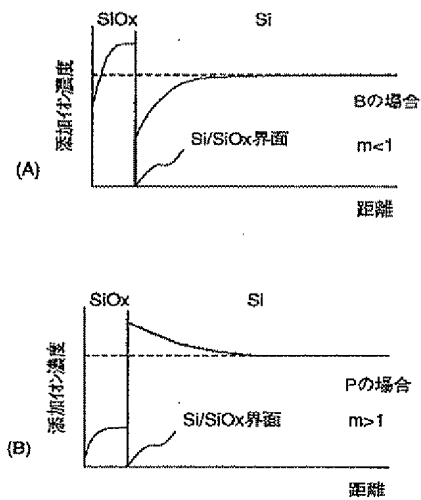 SiOx Si
添加イオン濃度
Bの場合
Si/SiOx界面
m<1
(A)
距離
SiOx Si
添加イオン濃度
Pの場合
Si/SiOx界面
m>1
(B)
距離